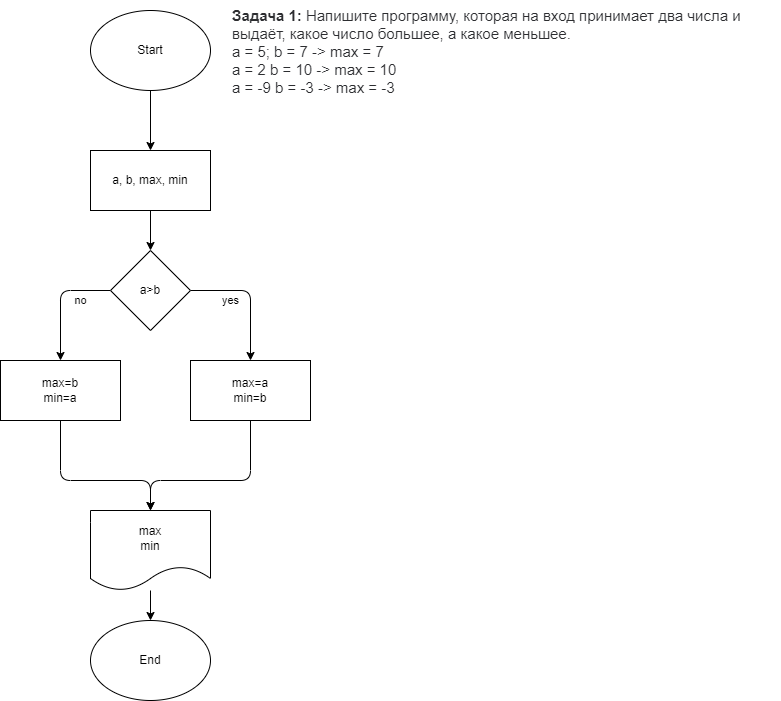 Задача 1: Напишите программу, которая на вход принимает два числа и
выдаёт, какое число большее, а какое меньшее.
a = 5; b = 7 -> max = 7
a = 2 b = 10 -> max = 10
a = -9 b = -3 -> max = -3
Start
a, b, max, min
a>b
no
yes
max=b
min=a
max=a
min=b
max
min
End